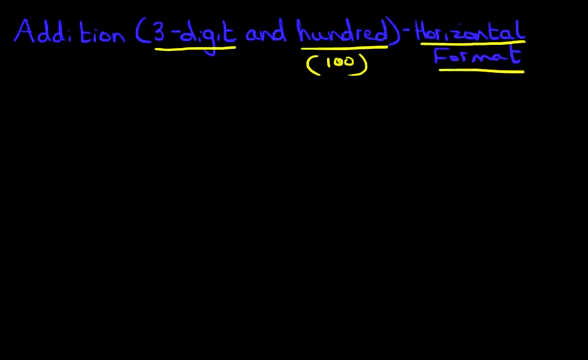 Addition (3-digit and hundred) - Horizontal
(100) Format